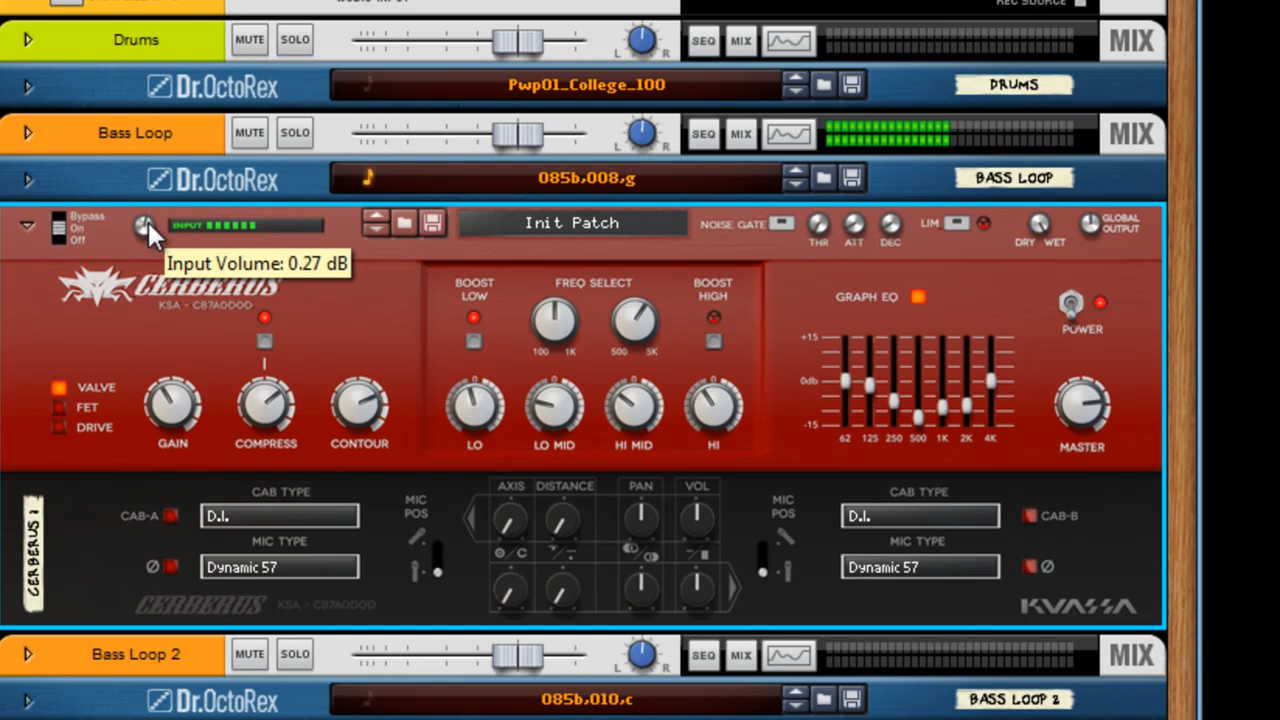 REC SOURCE
Drums MUTE SOLO L R SEQ MIX MIX
Dr.OctoRex Pwp01_College_100 DRUMS
Bass Loop MUTE SOLO L R SEQ MIX MIX
Dr.OctoRex 085b,008,g BASS LOOP
Bypass
On
Off
INPUT Init Patch NOISE GATE THR ATT DEC LIM DRY WET GLOBAL OUTPUT
Input Volume: 0.27 dB
CERBERUS
KSA - CB7A0D0D
BOOST LOW FREQ SELECT BOOST HIGH
100 1K 500 5K
GRAPH EQ
POWER
+15
0db
-15
62 125 250 500 1K 2K 4K
VALVE
FET
DRIVE
GAIN COMPRESS CONTOUR LO LO MID HI MID HI MASTER
CERBERUS 1
CAB TYPE
CAB-A D.I.
MIC TYPE
Ø Dynamic 57
MIC POS
AXIS DISTANCE PAN VOL
MIC POS
CAB TYPE
D.I. CAB-B
MIC TYPE
Dynamic 57 Ø
CERBERUS KSA - CB7A0D0D
KVASSA
Bass Loop 2 MUTE SOLO L R SEQ MIX MIX
Dr.OctoRex 085b,010,c BASS LOOP 2